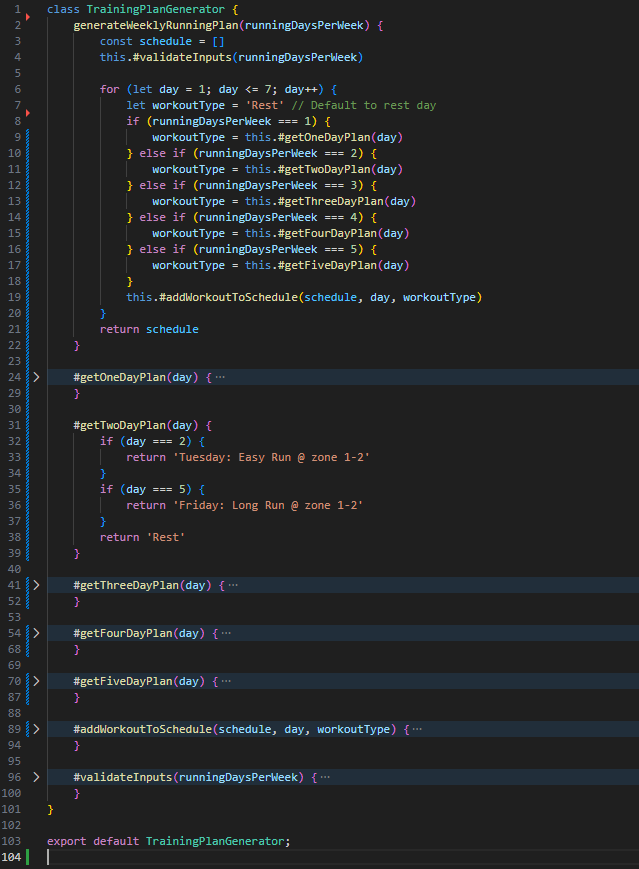 1 class TrainingPlanGenerator {
2 generateWeeklyRunningPlan(runningDaysPerWeek) {
3 const schedule = []
4 this.#validateInputs(runningDaysPerWeek)
5
6 for (let day = 1; day <= 7; day++) {
7 let workoutType = 'Rest' // Default to rest day
8 if (runningDaysPerWeek === 1) {
9 workoutType = this.#getOneDayPlan(day)
10 } else if (runningDaysPerWeek === 2) {
11 workoutType = this.#getTwoDayPlan(day)
12 } else if (runningDaysPerWeek === 3) {
13 workoutType = this.#getThreeDayPlan(day)
14 } else if (runningDaysPerWeek === 4) {
15 workoutType = this.#getFourDayPlan(day)
16 } else if (runningDaysPerWeek === 5) {
17 workoutType = this.#getFiveDayPlan(day)
18 }
19 this.#addWorkoutToSchedule(schedule, day, workoutType)
20 }
21 return schedule
22 }
23
24 #getOneDayPlan(day) { ···
29 }
30
31 #getTwoDayPlan(day) {
32 if (day === 2) {
33 return 'Tuesday: Easy Run @ zone 1-2'
34 }
35 if (day === 5) {
36 return 'Friday: Long Run @ zone 1-2'
37 }
38 return 'Rest'
39 }
40
41 #getThreeDayPlan(day) { ···
52 }
53
54 #getFourDayPlan(day) { ···
68 }
69
70 #getFiveDayPlan(day) { ···
87 }
88
89 #addWorkoutToSchedule(schedule, day, workoutType) { ···
94 }
95
96 #validateInputs(runningDaysPerWeek) { ···
100 }
101 }
102
103 export default TrainingPlanGenerator;
104